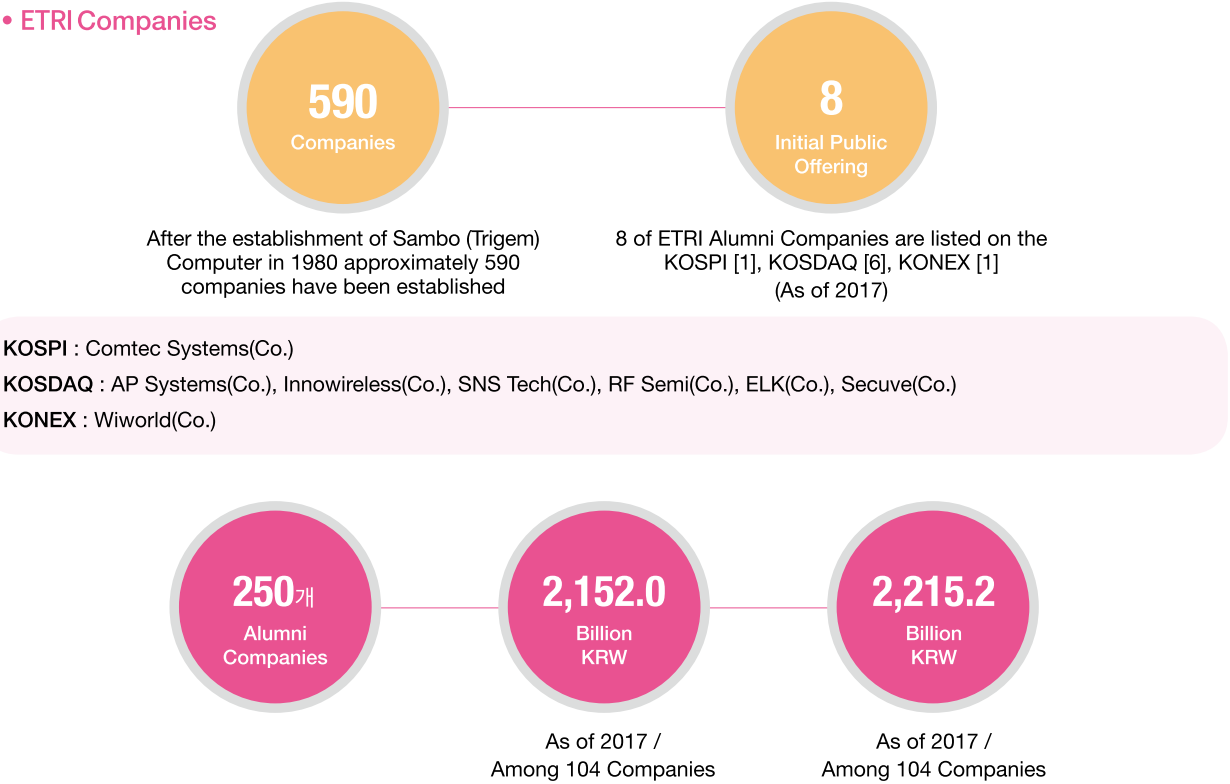 • ETRI Companies
590
Companies
8
Initial Public
Offering
After the establishment of Sambo (Trigem)
Computer in 1980 approximately 590
companies have been established
8 of ETRI Alumni Companies are listed on the
KOSPI [1], KOSDAQ [6], KONEX [1]
(As of 2017)
KOSPI : Comtec Systems(Co.)
KOSDAQ : AP Systems(Co.), Innowireless(Co.), SNS Tech(Co.), RF Semi(Co.), ELK(Co.), Secuve(Co.)
KONEX : Wiworld(Co.)
250개
Alumni
Companies
2,152.0
Billion
KRW
2,215.2
Billion
KRW
As of 2017 /
Among 104 Companies
As of 2017 /
Among 104 Companies